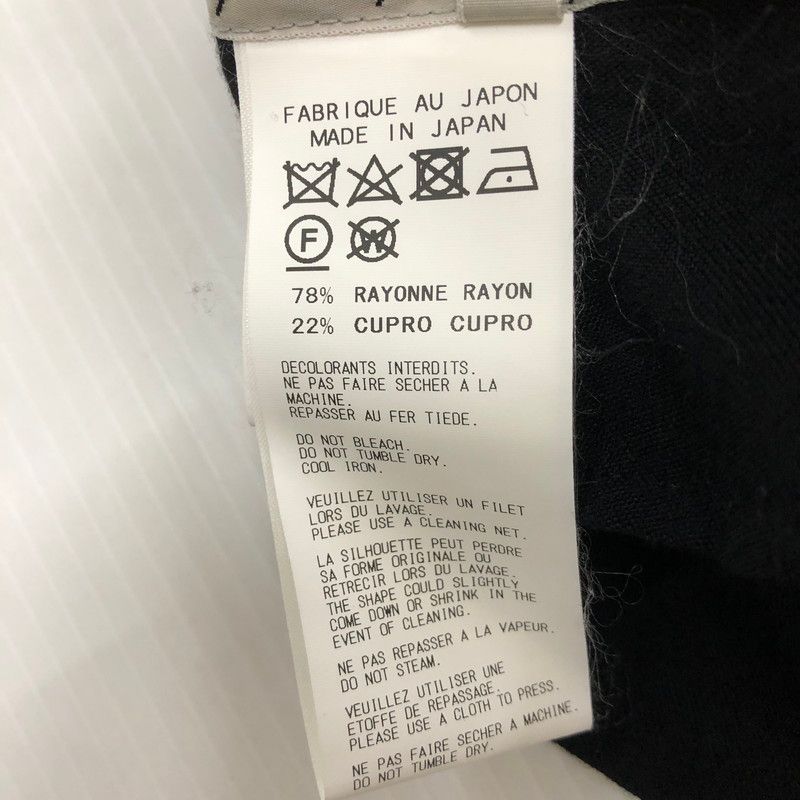 FABRIQUE AU JAPON
MADE IN JAPAN
F W
78% RAYONNE RAYON
22% CUPRO CUPRO
DECOLORANTS INTERDITS.
NE PAS FAIRE SECHER A LA
MACHINE.
REPASSER AU FER TIEDE.
DO NOT BLEACH.
DO NOT TUMBLE DRY.
COOL IRON.
VEUILLEZ UTILISER UN FILET
LORS DU LAVAGE.
PLEASE USE A CLEANING NET.
LA SILHOUETTE PEUT PERDRE
SA FORME ORIGINALE OU
RETRECIR LORS DU LAVAGE.
THE SHAPE COULD SLIGHTLY
COME DOWN OR SHRINK IN THE
EVENT OF CLEANING.
NE PAS REPASSER A LA VAPEUR.
DO NOT STEAM.
VEUILLEZ UTILISER UNE
ETOFFE DE REPASSAGE.
PLEASE USE A CLOTH TO PRESS.
NE PAS FAIRE SECHER A MACHINE.
DO NOT TUMBLE DRY.